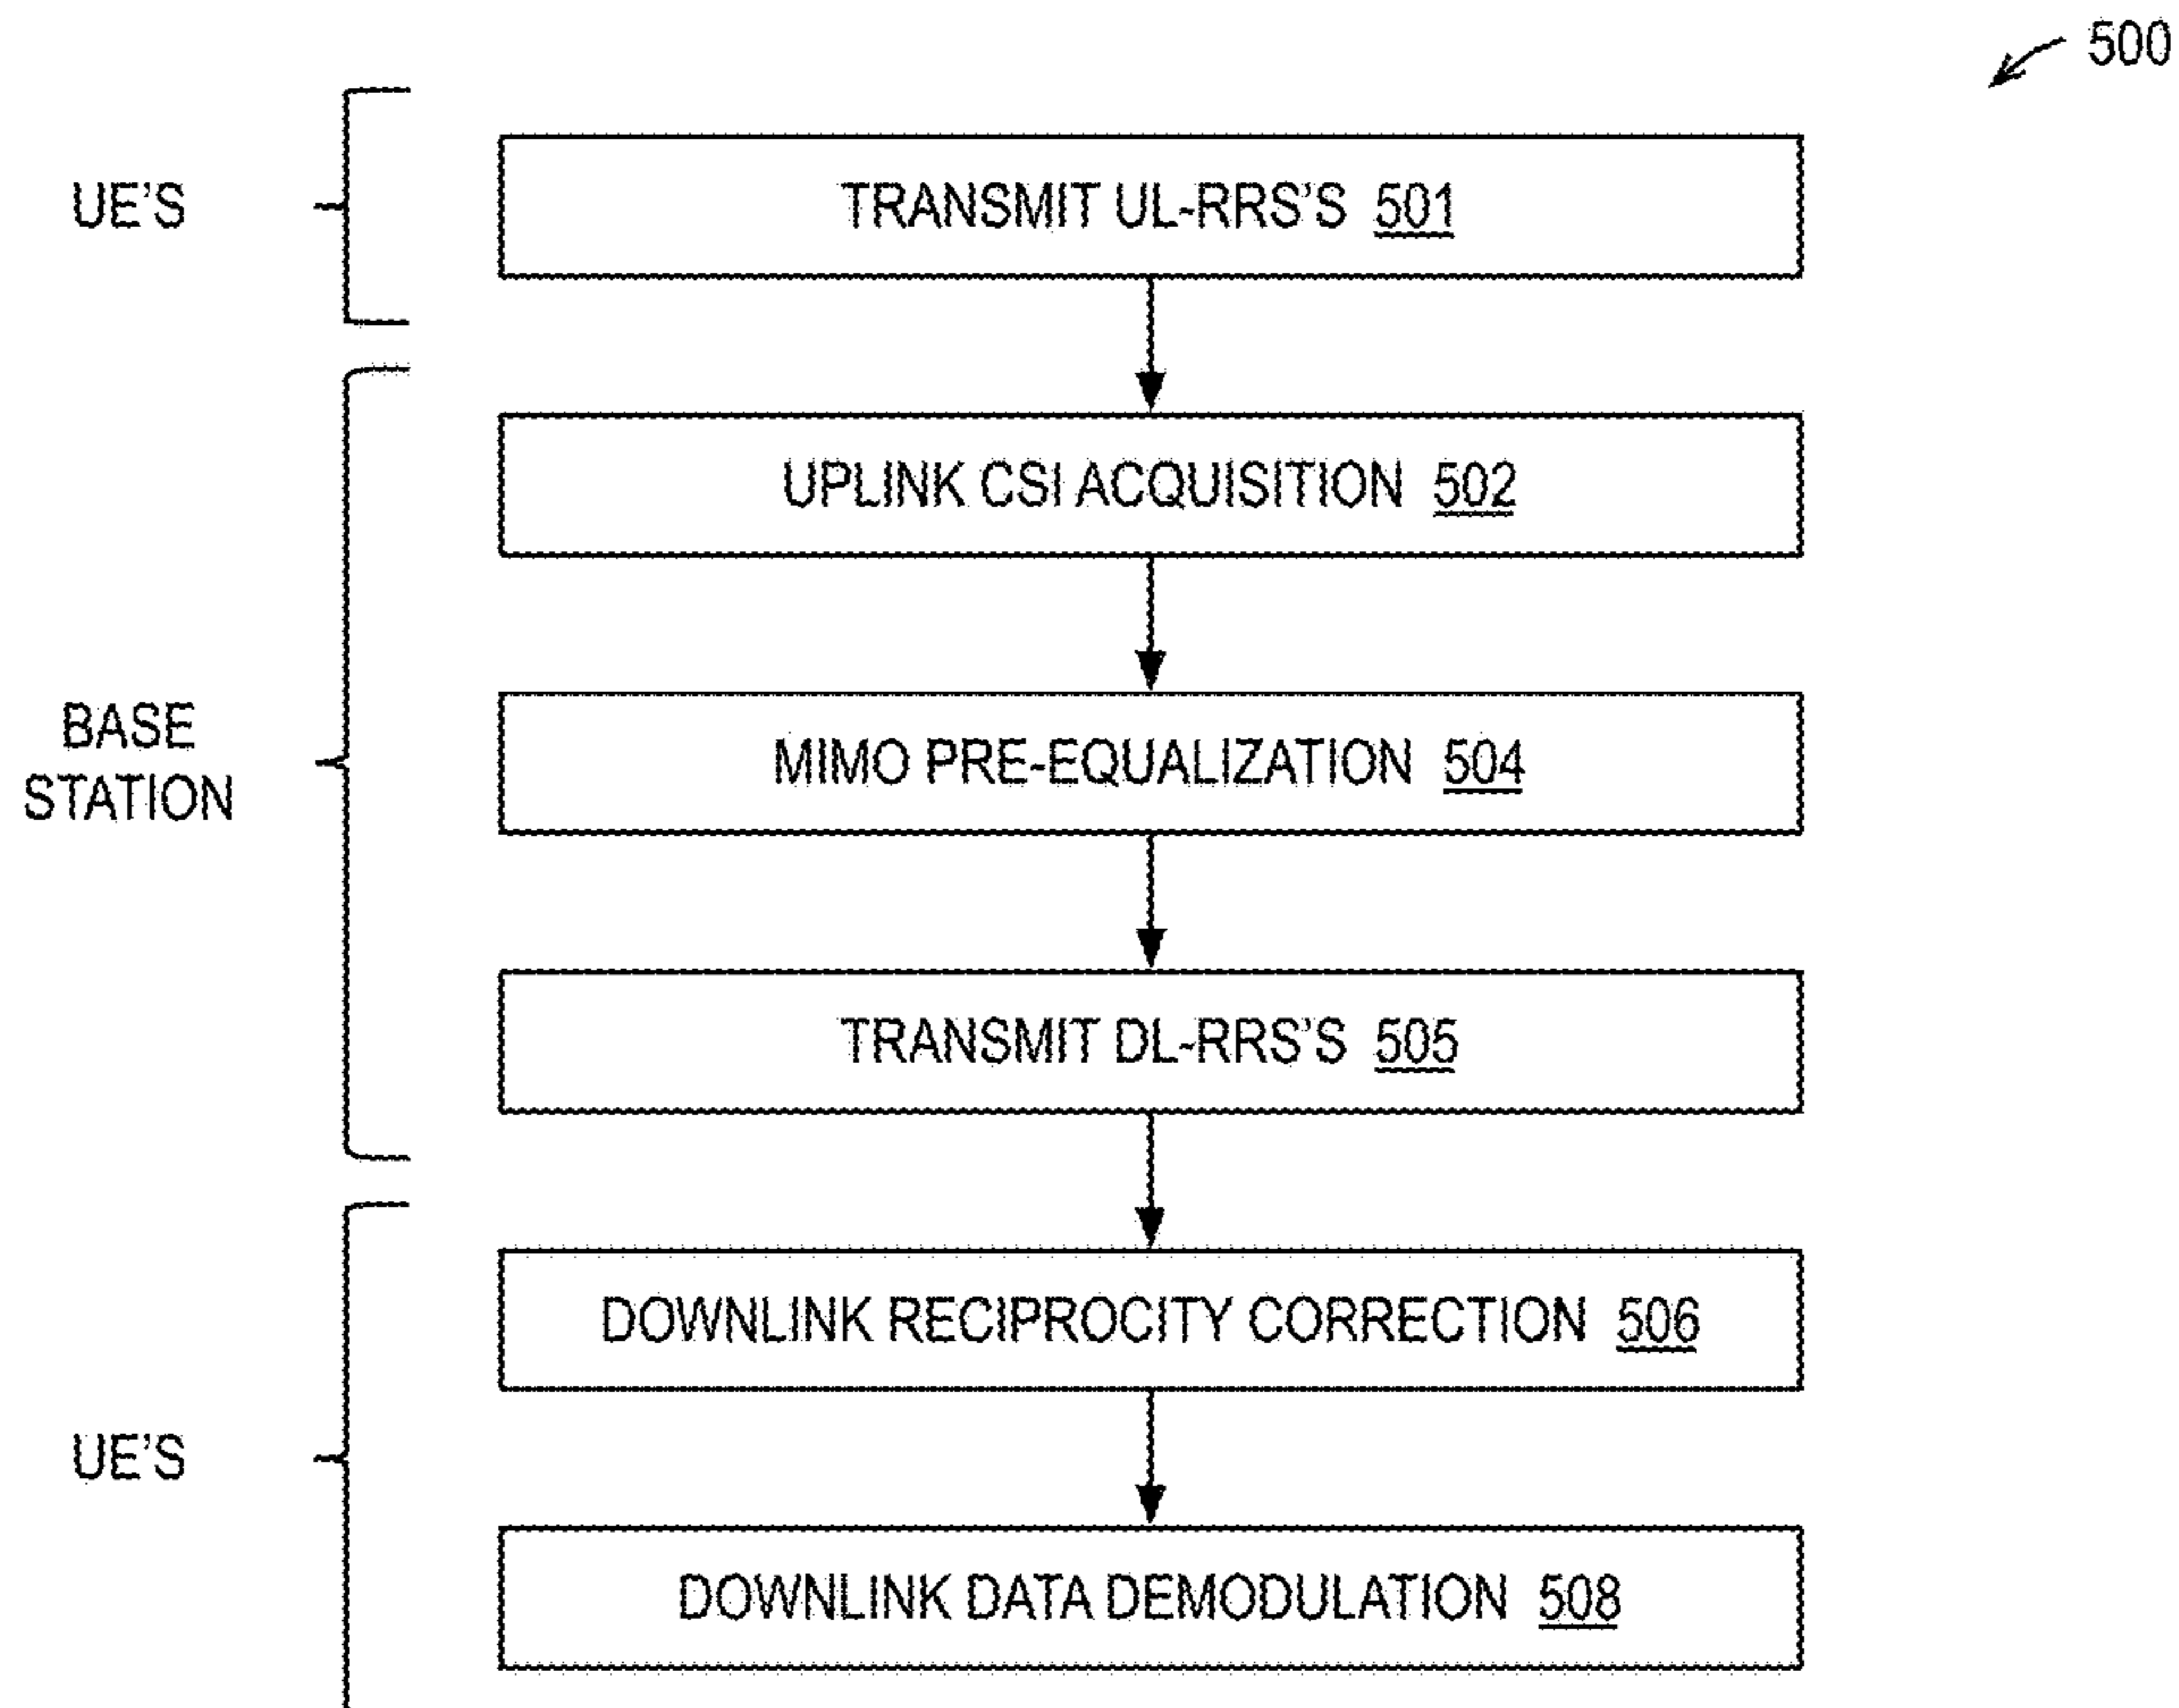 500
UE'S
TRANSMIT UL-RRS'S 501
UPLINK CSI ACQUISITION 502
BASE
STATION
MIMO PRE-EQUALIZATION 504
TRANSMIT DL-RRS'S 505
DOWNLINK RECIPROCITY CORRECTION 506
UE'S
DOWNLINK DATA DEMODULATION 508